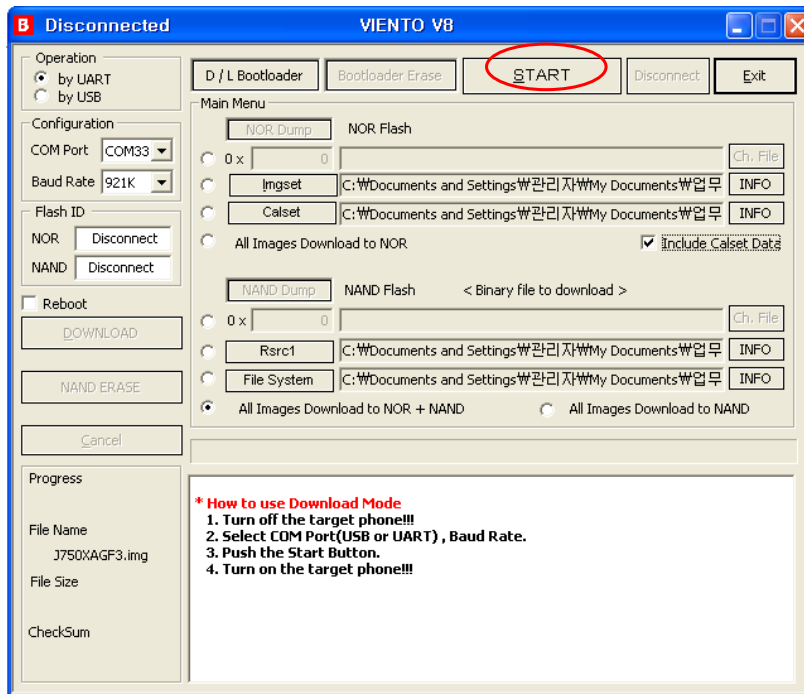 B Disconnected VIENTO V8
Operation
by UART
by USB
D / L Bootloader
Bootloader Erase
START
Disconnect
Exit
Configuration
COM Port COM33
Baud Rate 921K
Flash ID
NOR Disconnect
NAND Disconnect
Reboot
DOWNLOAD
NAND ERASE
Cancel
Main Menu
NOR Dump NOR Flash
0 x 0 Ch. File
Imgset C:₩Documents and Settings₩관리자₩My Documents₩업무 INFO
Calset C:₩Documents and Settings₩관리자₩My Documents₩업무 INFO
All Images Download to NOR Include Calset Data
NAND Dump NAND Flash < Binary file to download >
0 x 0 Ch. File
Rsrc1 C:₩Documents and Settings₩관리자₩My Documents₩업무 INFO
File System C:₩Documents and Settings₩관리자₩My Documents₩업무 INFO
All Images Download to NOR + NAND All Images Download to NAND
Progress
File Name
J750XAGF3.img
File Size
CheckSum
* How to use Download Mode
1. Turn off the target phone!!!
2. Select COM Port(USB or UART) , Baud Rate.
3. Push the Start Button.
4. Turn on the target phone!!!